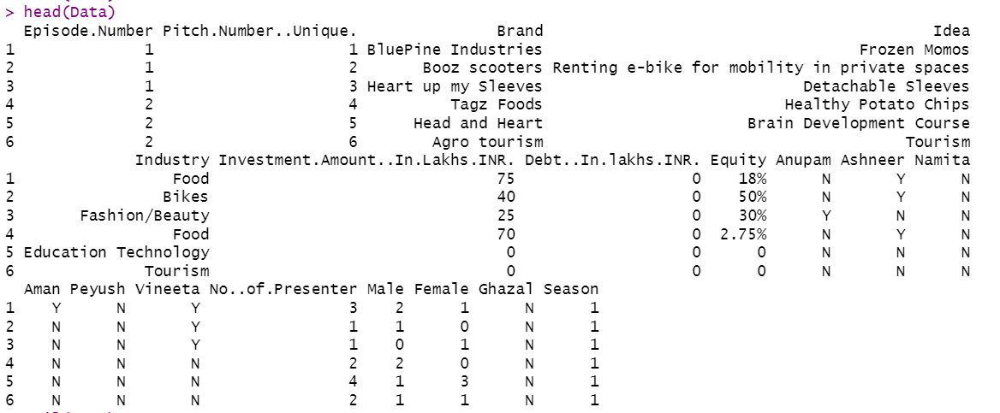 > head(Data)
  Episode.Number Pitch.Number..Unique.               Brand                                         Idea
1              1                     1 BluePine Industries                                 Frozen Momos
2              1                     2       Booz scooters Renting e-bike for mobility in private spaces
3              1                     3 Heart up my Sleeves                           Detachable Sleeves
4              2                     4          Tagz Foods                         Healthy Potato Chips
5              2                     5      Head and Heart                     Brain Development Course
6              2                     6        Agro tourism                                      Tourism
              Industry Investment.Amount..In.Lakhs.INR. Debt..In.lakhs.INR. Equity Anupam Ashneer Namita
1                 Food                               75                   0    18%      N       Y      N
2                Bikes                               40                   0    50%      N       Y      N
3       Fashion/Beauty                               25                   0    30%      Y       N      N
4                 Food                               70                   0  2.75%      N       Y      N
5 Education Technology                                0                   0      0      N       N      N
6              Tourism                                0                   0      0      N       N      N
  Aman Peyush Vineeta No..of.Presenter Male Female Ghazal Season
1    Y      N       Y                3    2      1      N      1
2    N      N       Y                1    1      0      N      1
3    N      N       Y                1    0      1      N      1
4    N      N       N                2    2      0      N      1
5    N      N       N                4    1      3      N      1
6    N      N       N                2    1      1      N      1